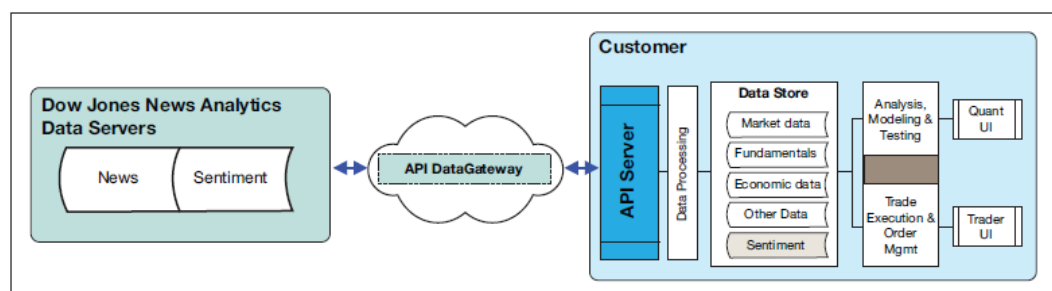 Dow Jones News Analytics
Data Servers
News
Sentiment
API DataGateway
Customer
API Server
Data Processing
Data Store
Market data
Fundamentals
Economic data
Other Data
Sentiment
Analysis,
Modeling &
Testing
Trade
Execution &
Order
Mgmt
Quant
UI
Trader
UI